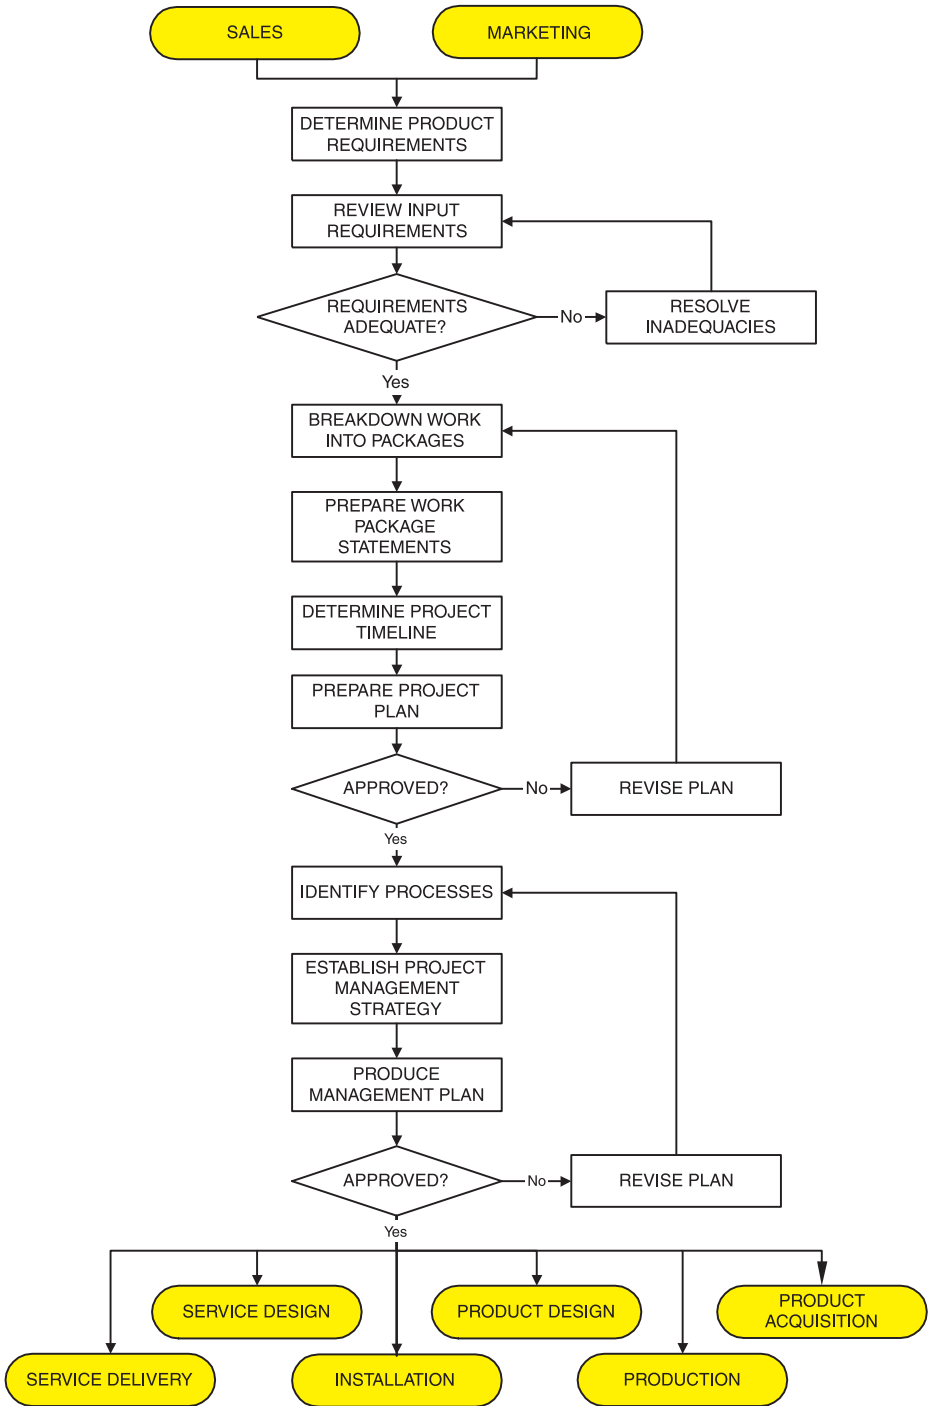 SALES
MARKETING
DETERMINE PRODUCT
REQUIREMENTS
REVIEW INPUT
REQUIREMENTS
REQUIREMENTS
ADEQUATE?
No
RESOLVE
INADEQUACIES
Yes
BREAKDOWN WORK
INTO PACKAGES
PREPARE WORK
PACKAGE
STATEMENTS
DETERMINE PROJECT
TIMELINE
PREPARE PROJECT
PLAN
APPROVED?
No
REVISE PLAN
Yes
IDENTIFY PROCESSES
ESTABLISH PROJECT
MANAGEMENT
STRATEGY
PRODUCE
MANAGEMENT PLAN
APPROVED?
No
REVISE PLAN
Yes
SERVICE DESIGN
PRODUCT DESIGN
PRODUCT
ACQUISITION
SERVICE DELIVERY
INSTALLATION
PRODUCTION